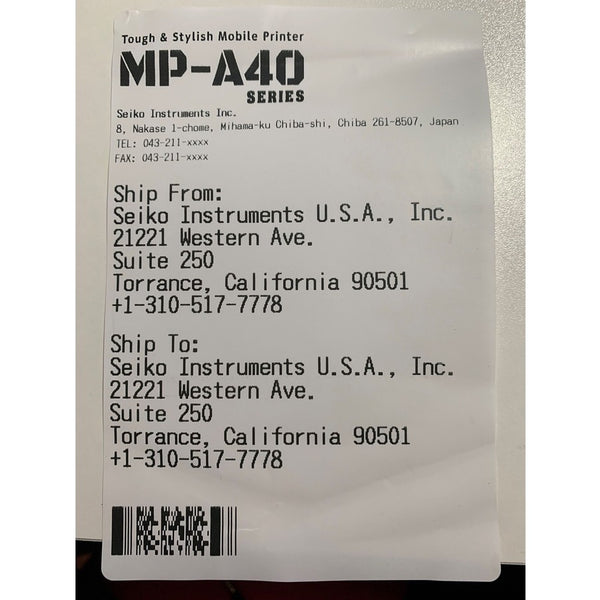 Tough & Stylish Mobile Printer
MP-A40
SERIES
Seiko Instruments Inc.
8, Nakase 1-chome, Mihama-ku Chiba-shi, Chiba 261-8507, Japan
TEL: 043-211-xxxx
FAX: 043-211-xxxx
Ship From:
Seiko Instruments U.S.A., Inc.
21221 Western Ave.
Suite 250
Torrance, California 90501
+1-310-517-7778
Ship To:
Seiko Instruments U.S.A., Inc.
21221 Western Ave.
Suite 250
Torrance, California 90501
+1-310-517-7778